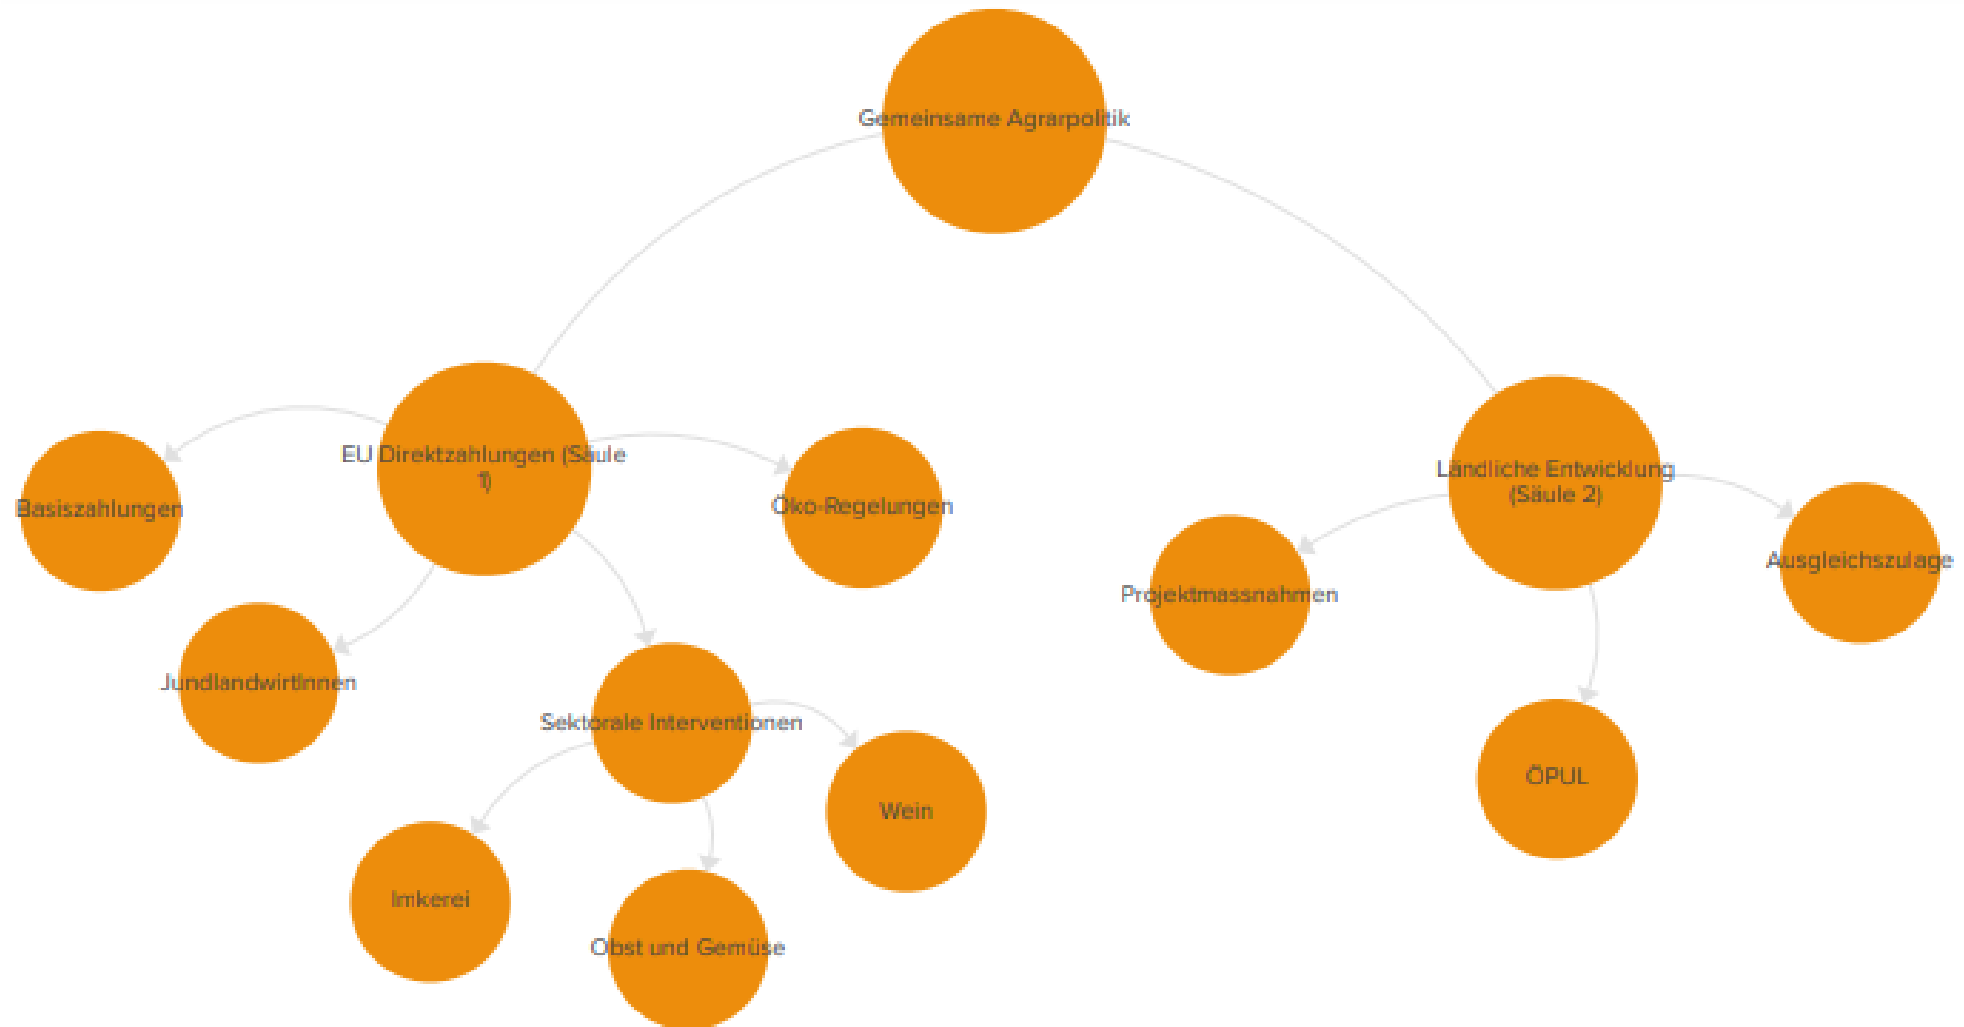 Gemeinsame Agrarpolitik
EU Direktzahlungen (Säule
1)
Basiszahlungen
Öko-Regelungen
JundlandwirtInnen
Sektorale Interventionen
Wein
Imkerei
Obst und Gemüse
Ländliche Entwicklung
(Säule 2)
Projektmassnahmen
Ausgleichszulage
ÖPUL